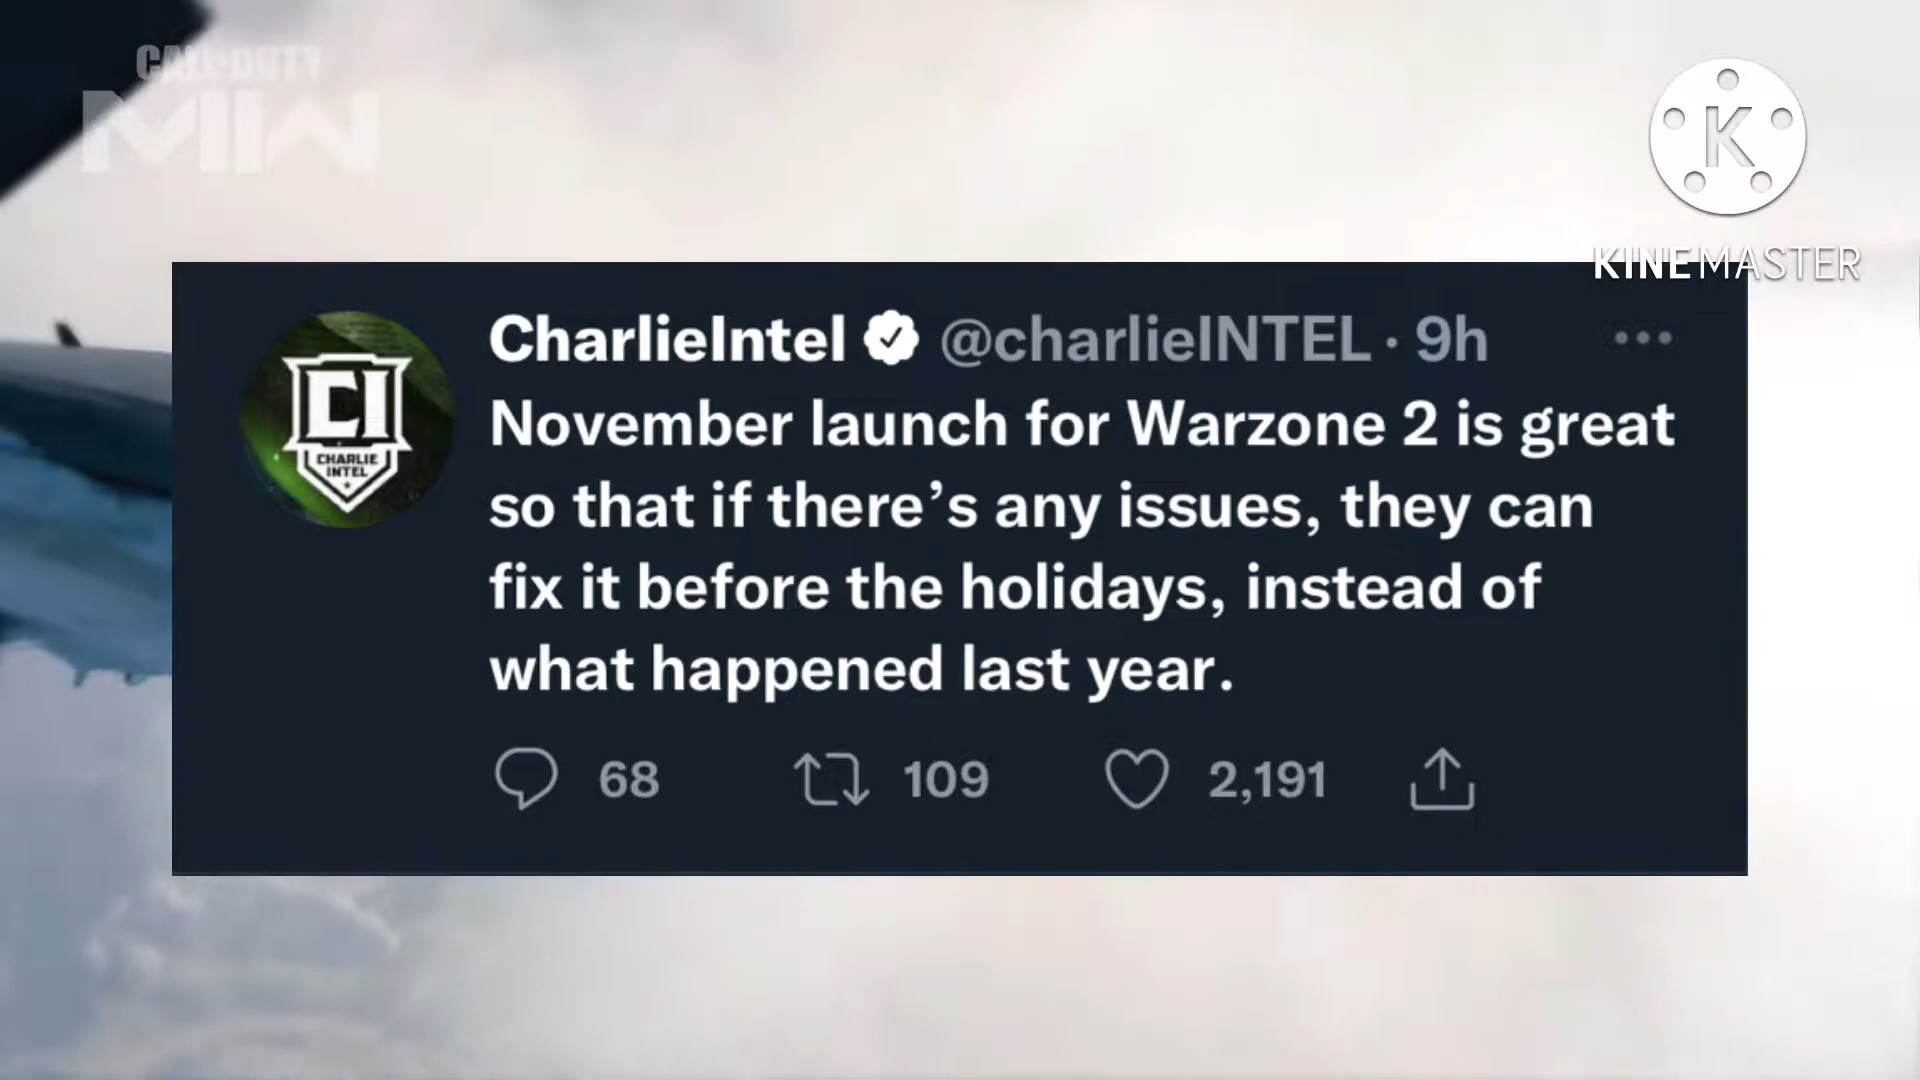 CALL OF DUTY
MWII
K
KINEMASTER
CharlieIntel @charlieINTEL · 9h
CI
CHARLIE
INTEL
November launch for Warzone 2 is great
so that if there’s any issues, they can
fix it before the holidays, instead of
what happened last year.
68 109 2,191